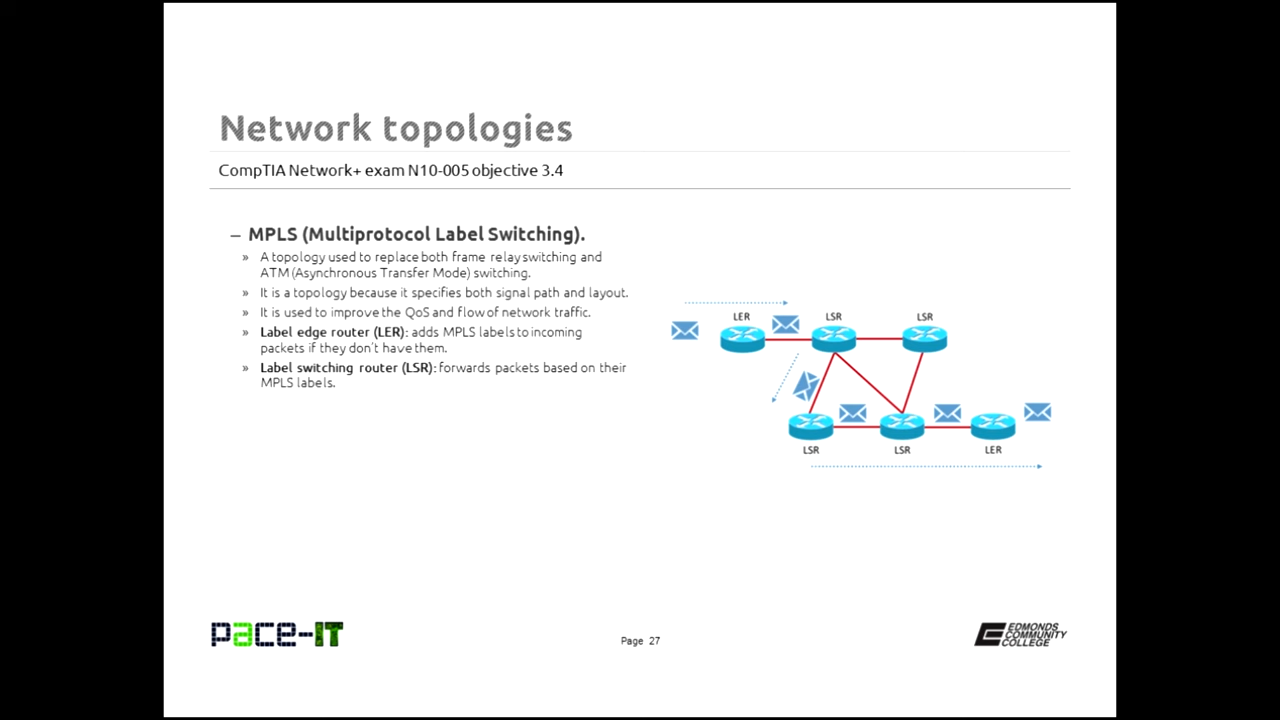 Network topologies
CompTIA Network+ exam N10-005 objective 3.4
– MPLS (Multiprotocol Label Switching).
» A topology used to replace both frame relay switching and
ATM (Asynchronous Transfer Mode) switching.
» It is a topology because it specifies both signal path and layout.
» It is used to improve the QoS and flow of network traffic.
» Label edge router (LER): adds MPLS labels to incoming
packets if they don't have them.
» Label switching router (LSR): forwards packets based on their
MPLS labels.
LER LSR LSR
LSR LSR LER
pace-IT
Page 27
EDMONDS
COMMUNITY
COLLEGE